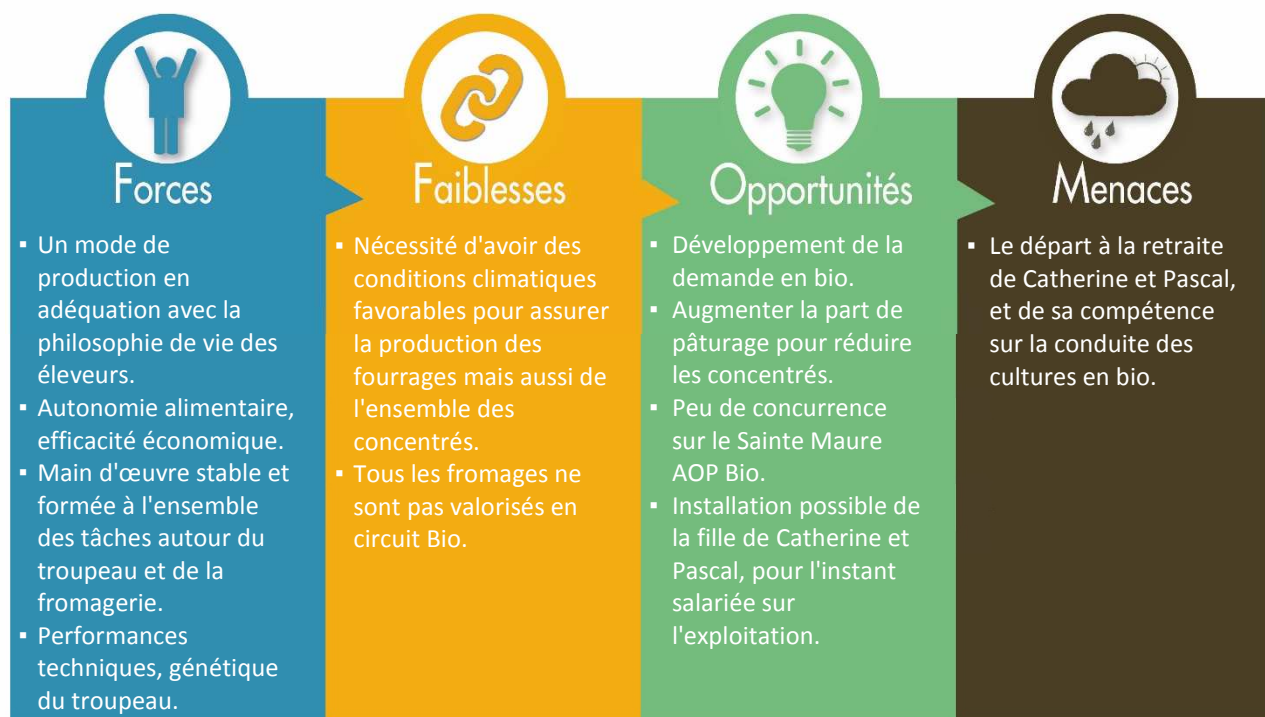 Forces
▪ Un mode de
production en
adéquation avec la
philosophie de vie des
éleveurs.
▪ Autonomie alimentaire,
efficacité économique.
▪ Main d'œuvre stable et
formée à l'ensemble
des tâches autour du
troupeau et de la
fromagerie.
▪ Performances
techniques, génétique
du troupeau.
Faiblesses
▪ Nécessité d'avoir des
conditions climatiques
favorables pour assurer
la production des
fourrages mais aussi de
l'ensemble des
concentrés.
▪ Tous les fromages ne
sont pas valorisés en
circuit Bio.
Opportunités
▪ Développement de la
demande en bio.
▪ Augmenter la part de
pâturage pour réduire
les concentrés.
▪ Peu de concurrence
sur le Sainte Maure
AOP Bio.
▪ Installation possible de
la fille de Catherine et
Pascal, pour l'instant
salariée sur
l'exploitation.
Menaces
▪ Le départ à la retraite
de Catherine et Pascal,
et de sa compétence
sur la conduite des
cultures en bio.